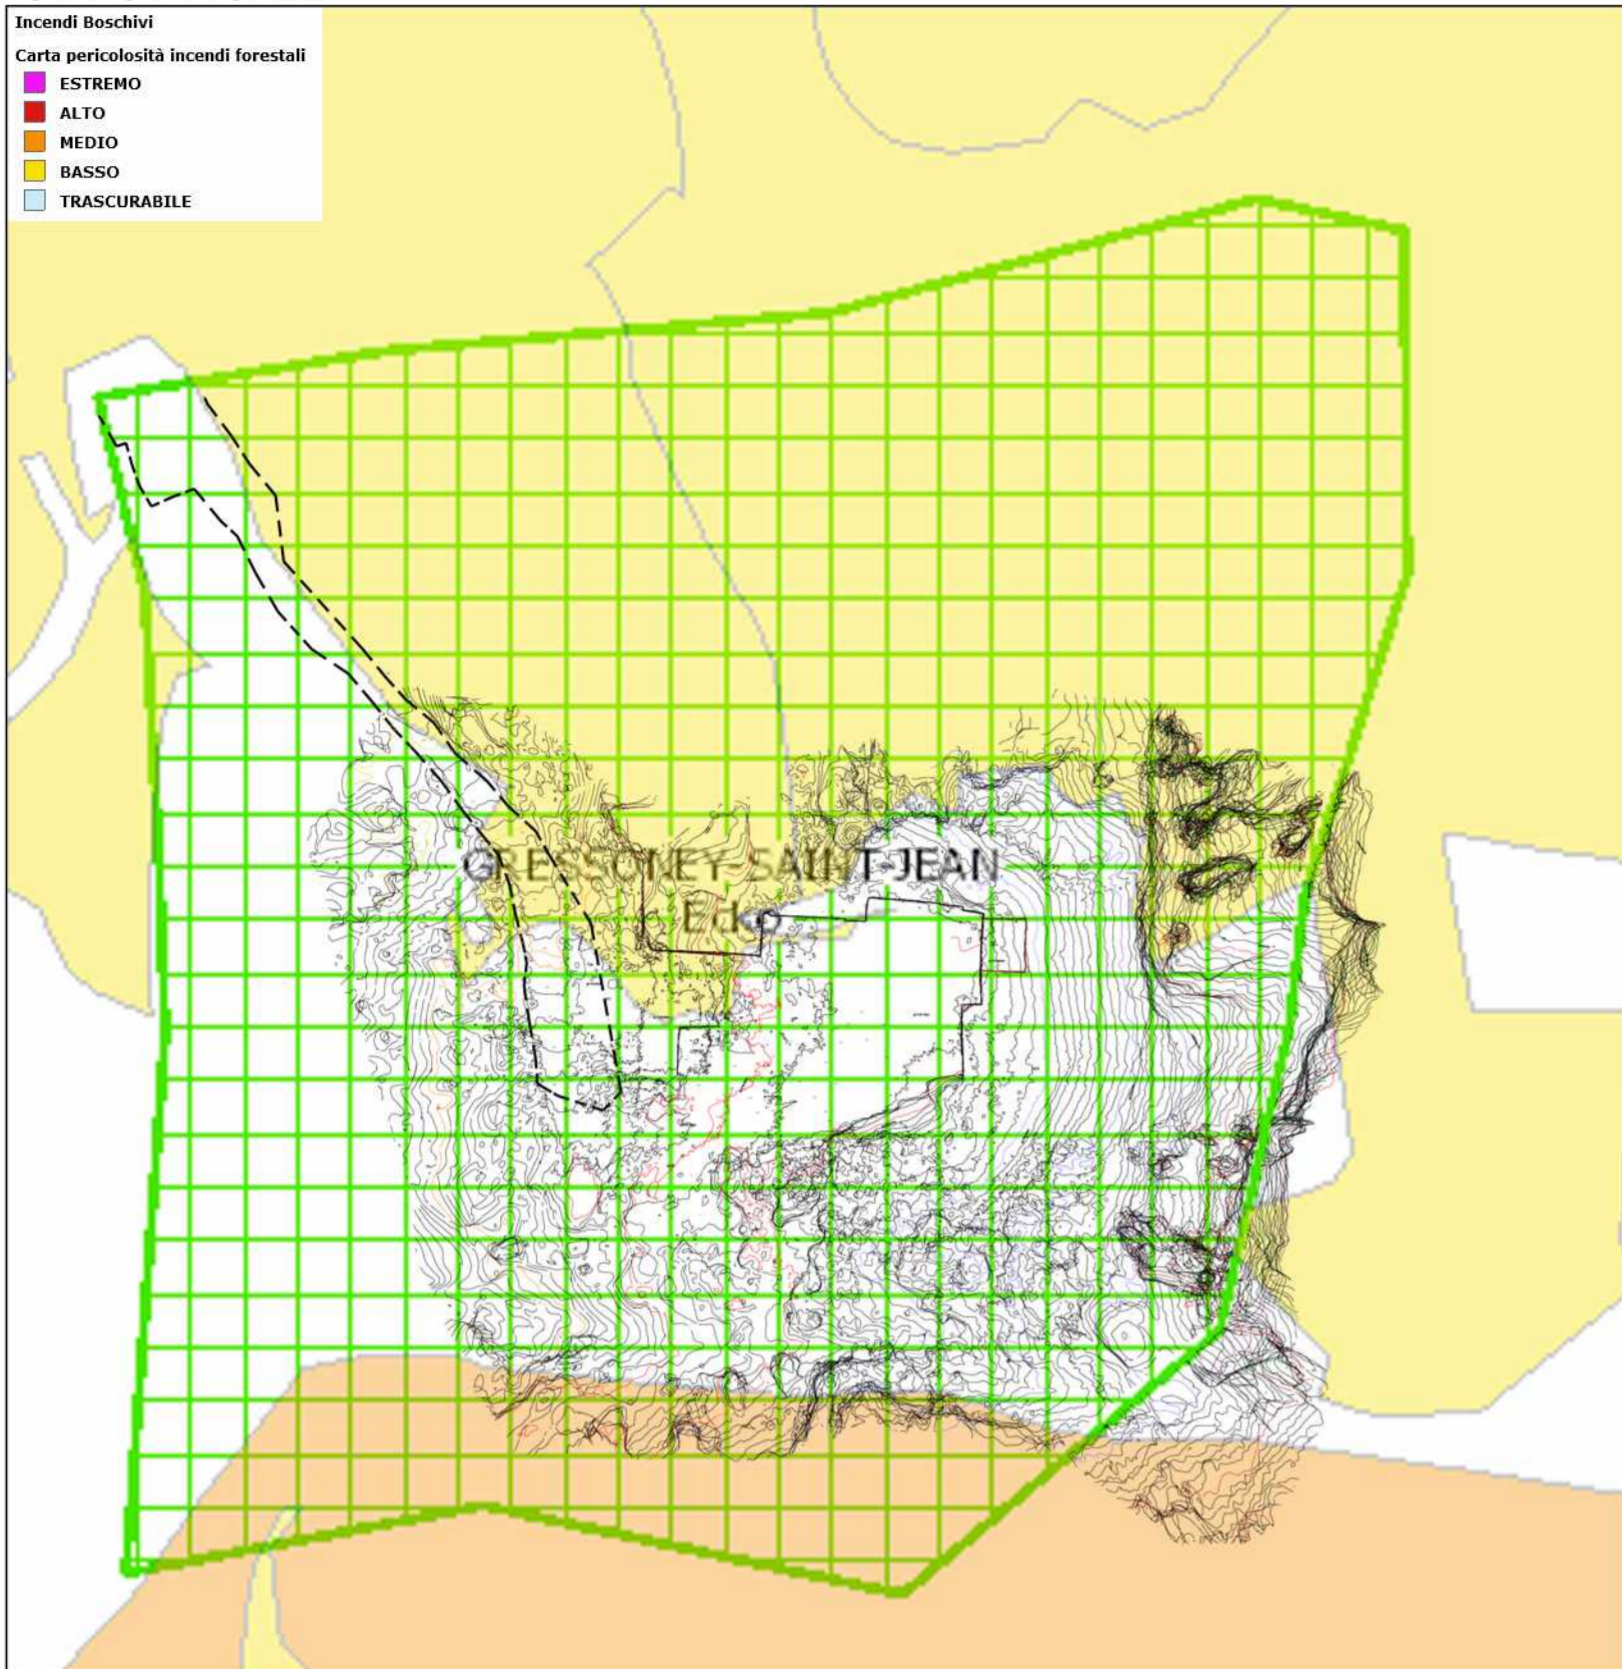 Incendi Boschivi
Carta pericolosità incendi forestali
ESTREMO
ALTO
MEDIO
BASSO
TRASCURABILE
GRESSONEY-SAINT-JEAN